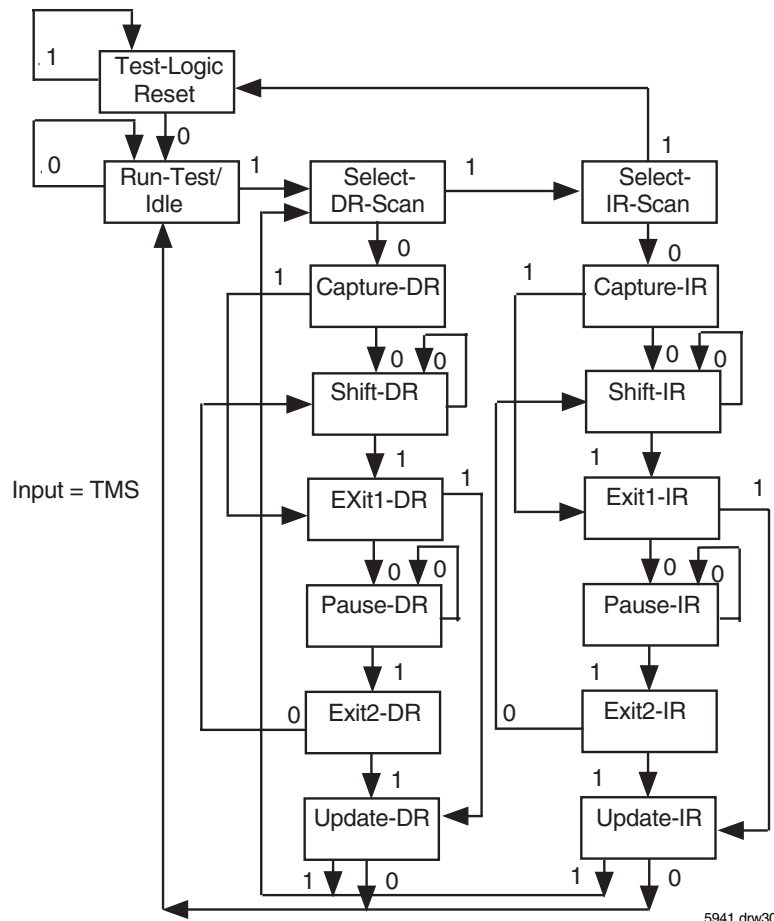 1
Test-Logic
Reset
0
0
1
Run-Test/
Idle
1
Select-
DR-Scan
1
Select-
IR-Scan
0
0
1
Capture-DR
1
Capture-IR
0
0
0
0
Shift-DR
Shift-IR
1
1
Input = TMS
EXit1-DR
1
Exit1-IR
1
0
0
0
0
Pause-DR
Pause-IR
1
1
0
Exit2-DR
0
Exit2-IR
1
1
Update-DR
Update-IR
1
0
1
0
5941 drw30